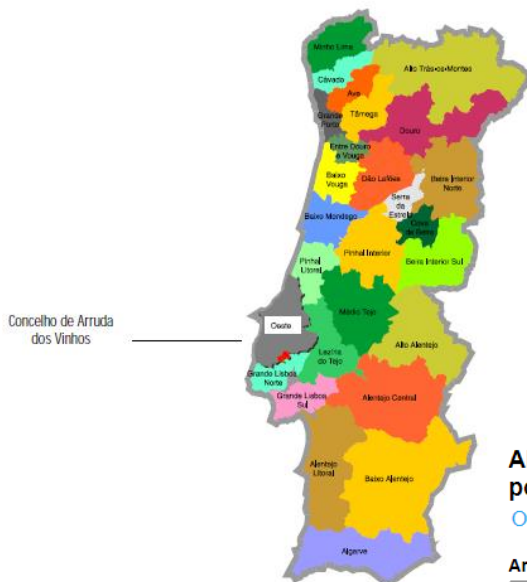 Minho Lima
Alto Trás-os-Montes
Cávado
Ave
Grande
Porto
Tâmega
Douro
Entre Douro
e Vouga
Baixo
Vouga
Dão Lafões
Beira Interior
Norte
Serra
da
Estrela
Baixo Mondego
Cova
da Beira
Pinhal Interior
Beira Interior Sul
Pinhal
Litoral
Médio Tejo
Concelho de Arruda
dos Vinhos
Oeste
Alto Alentejo
Lezíria
do Tejo
Grande Lisboa
Norte
Grande Lisboa
Sul
Alentejo Central
Alentejo
Litoral
Baixo Alentejo
Algarve